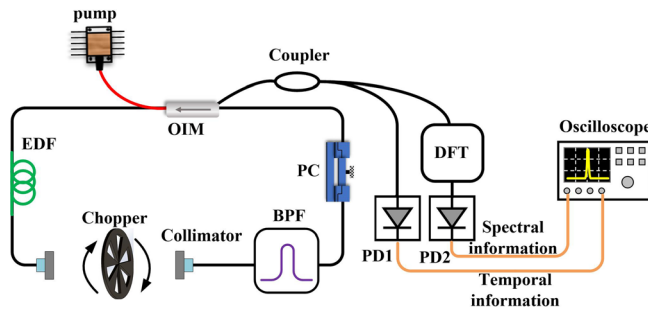 pump
Coupler
OIM
Oscilloscope
EDF
PC
DFT
Chopper
Collimator
BPF
PD1
PD2
Spectral
information
Temporal
information